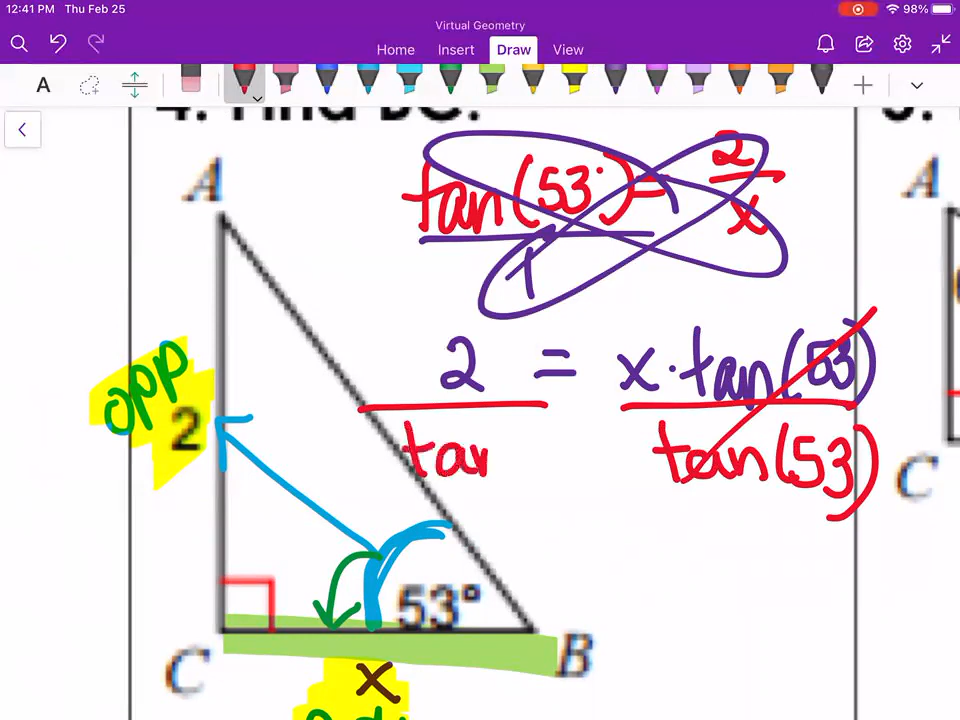 12:41 PM Thu Feb 25
98%
Virtual Geometry
Home Insert Draw View
A
4. Find BC.
A
tan(53°) = 2/x
1
A
2 = x·tan(53)
tan tan(53)
opp
2
C
53°
C
B
x